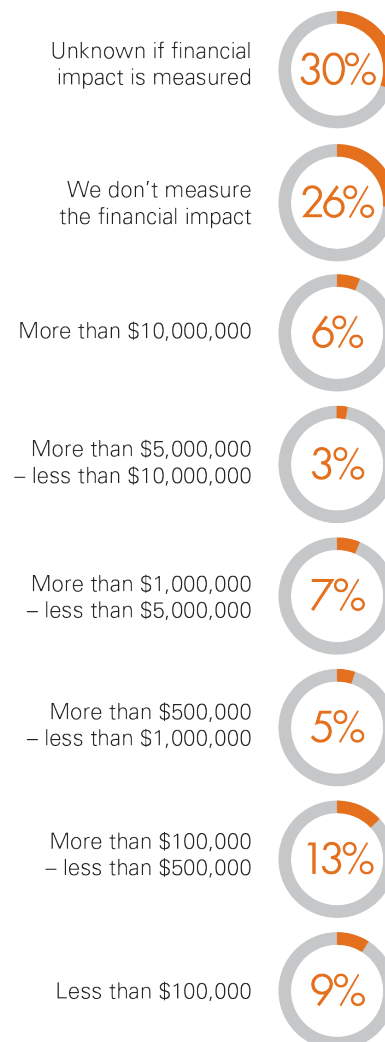 Unknown if financial
impact is measured
30%
We don’t measure
the financial impact
26%
More than $10,000,000
6%
More than $5,000,000
– less than $10,000,000
3%
More than $1,000,000
– less than $5,000,000
7%
More than $500,000
– less than $1,000,000
5%
More than $100,000
– less than $500,000
13%
Less than $100,000
9%